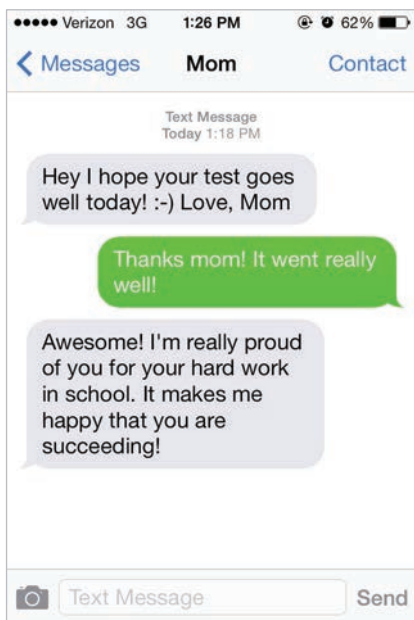 Verizon 3G 1:26 PM 62%
Messages Mom Contact
Text Message
Today 1:18 PM
Hey I hope your test goes
well today! :-) Love, Mom
Thanks mom! It went really
well!
Awesome! I'm really proud
of you for your hard work
in school. It makes me
happy that you are
succeeding!
Text Message Send